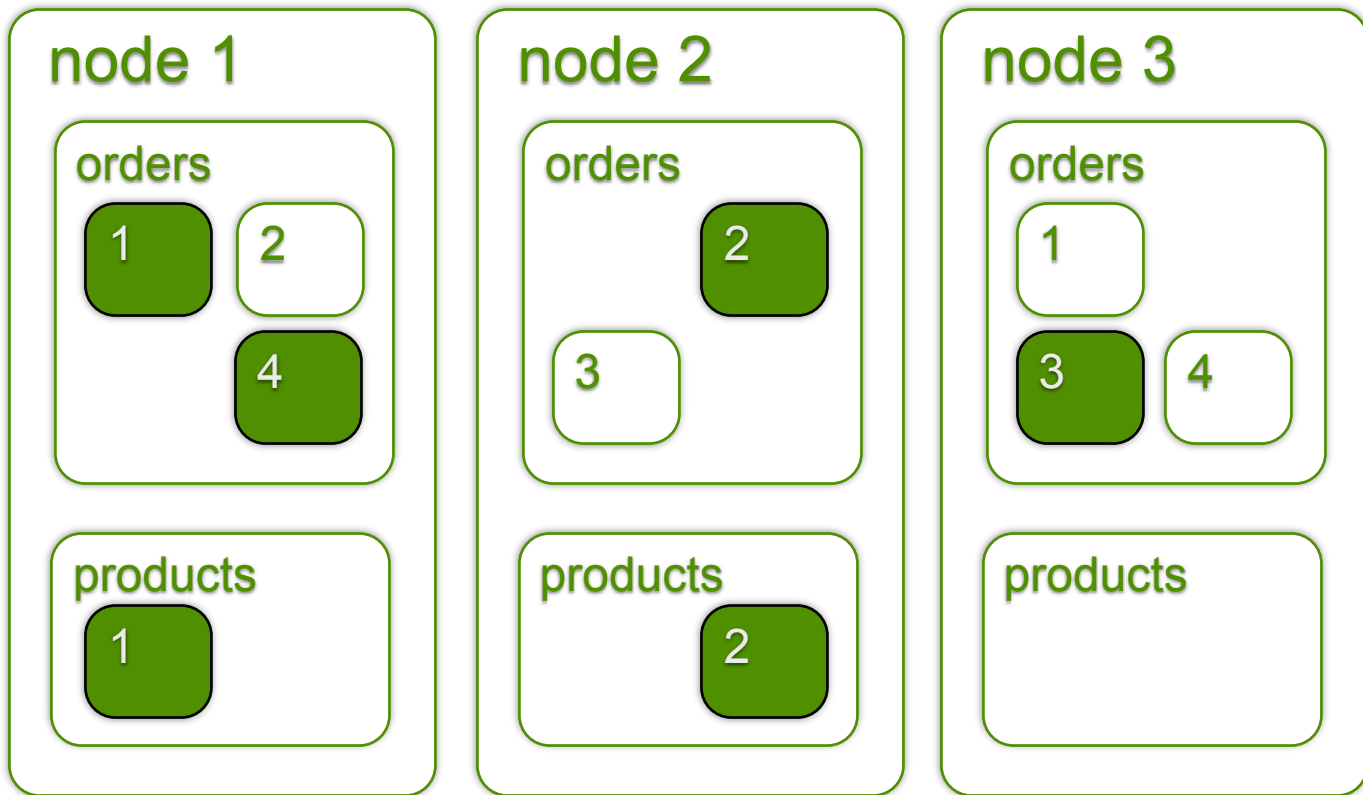 node 1
orders
1 2
4
products
1
node 2
orders
2
3
products
2
node 3
orders
1
3 4
products